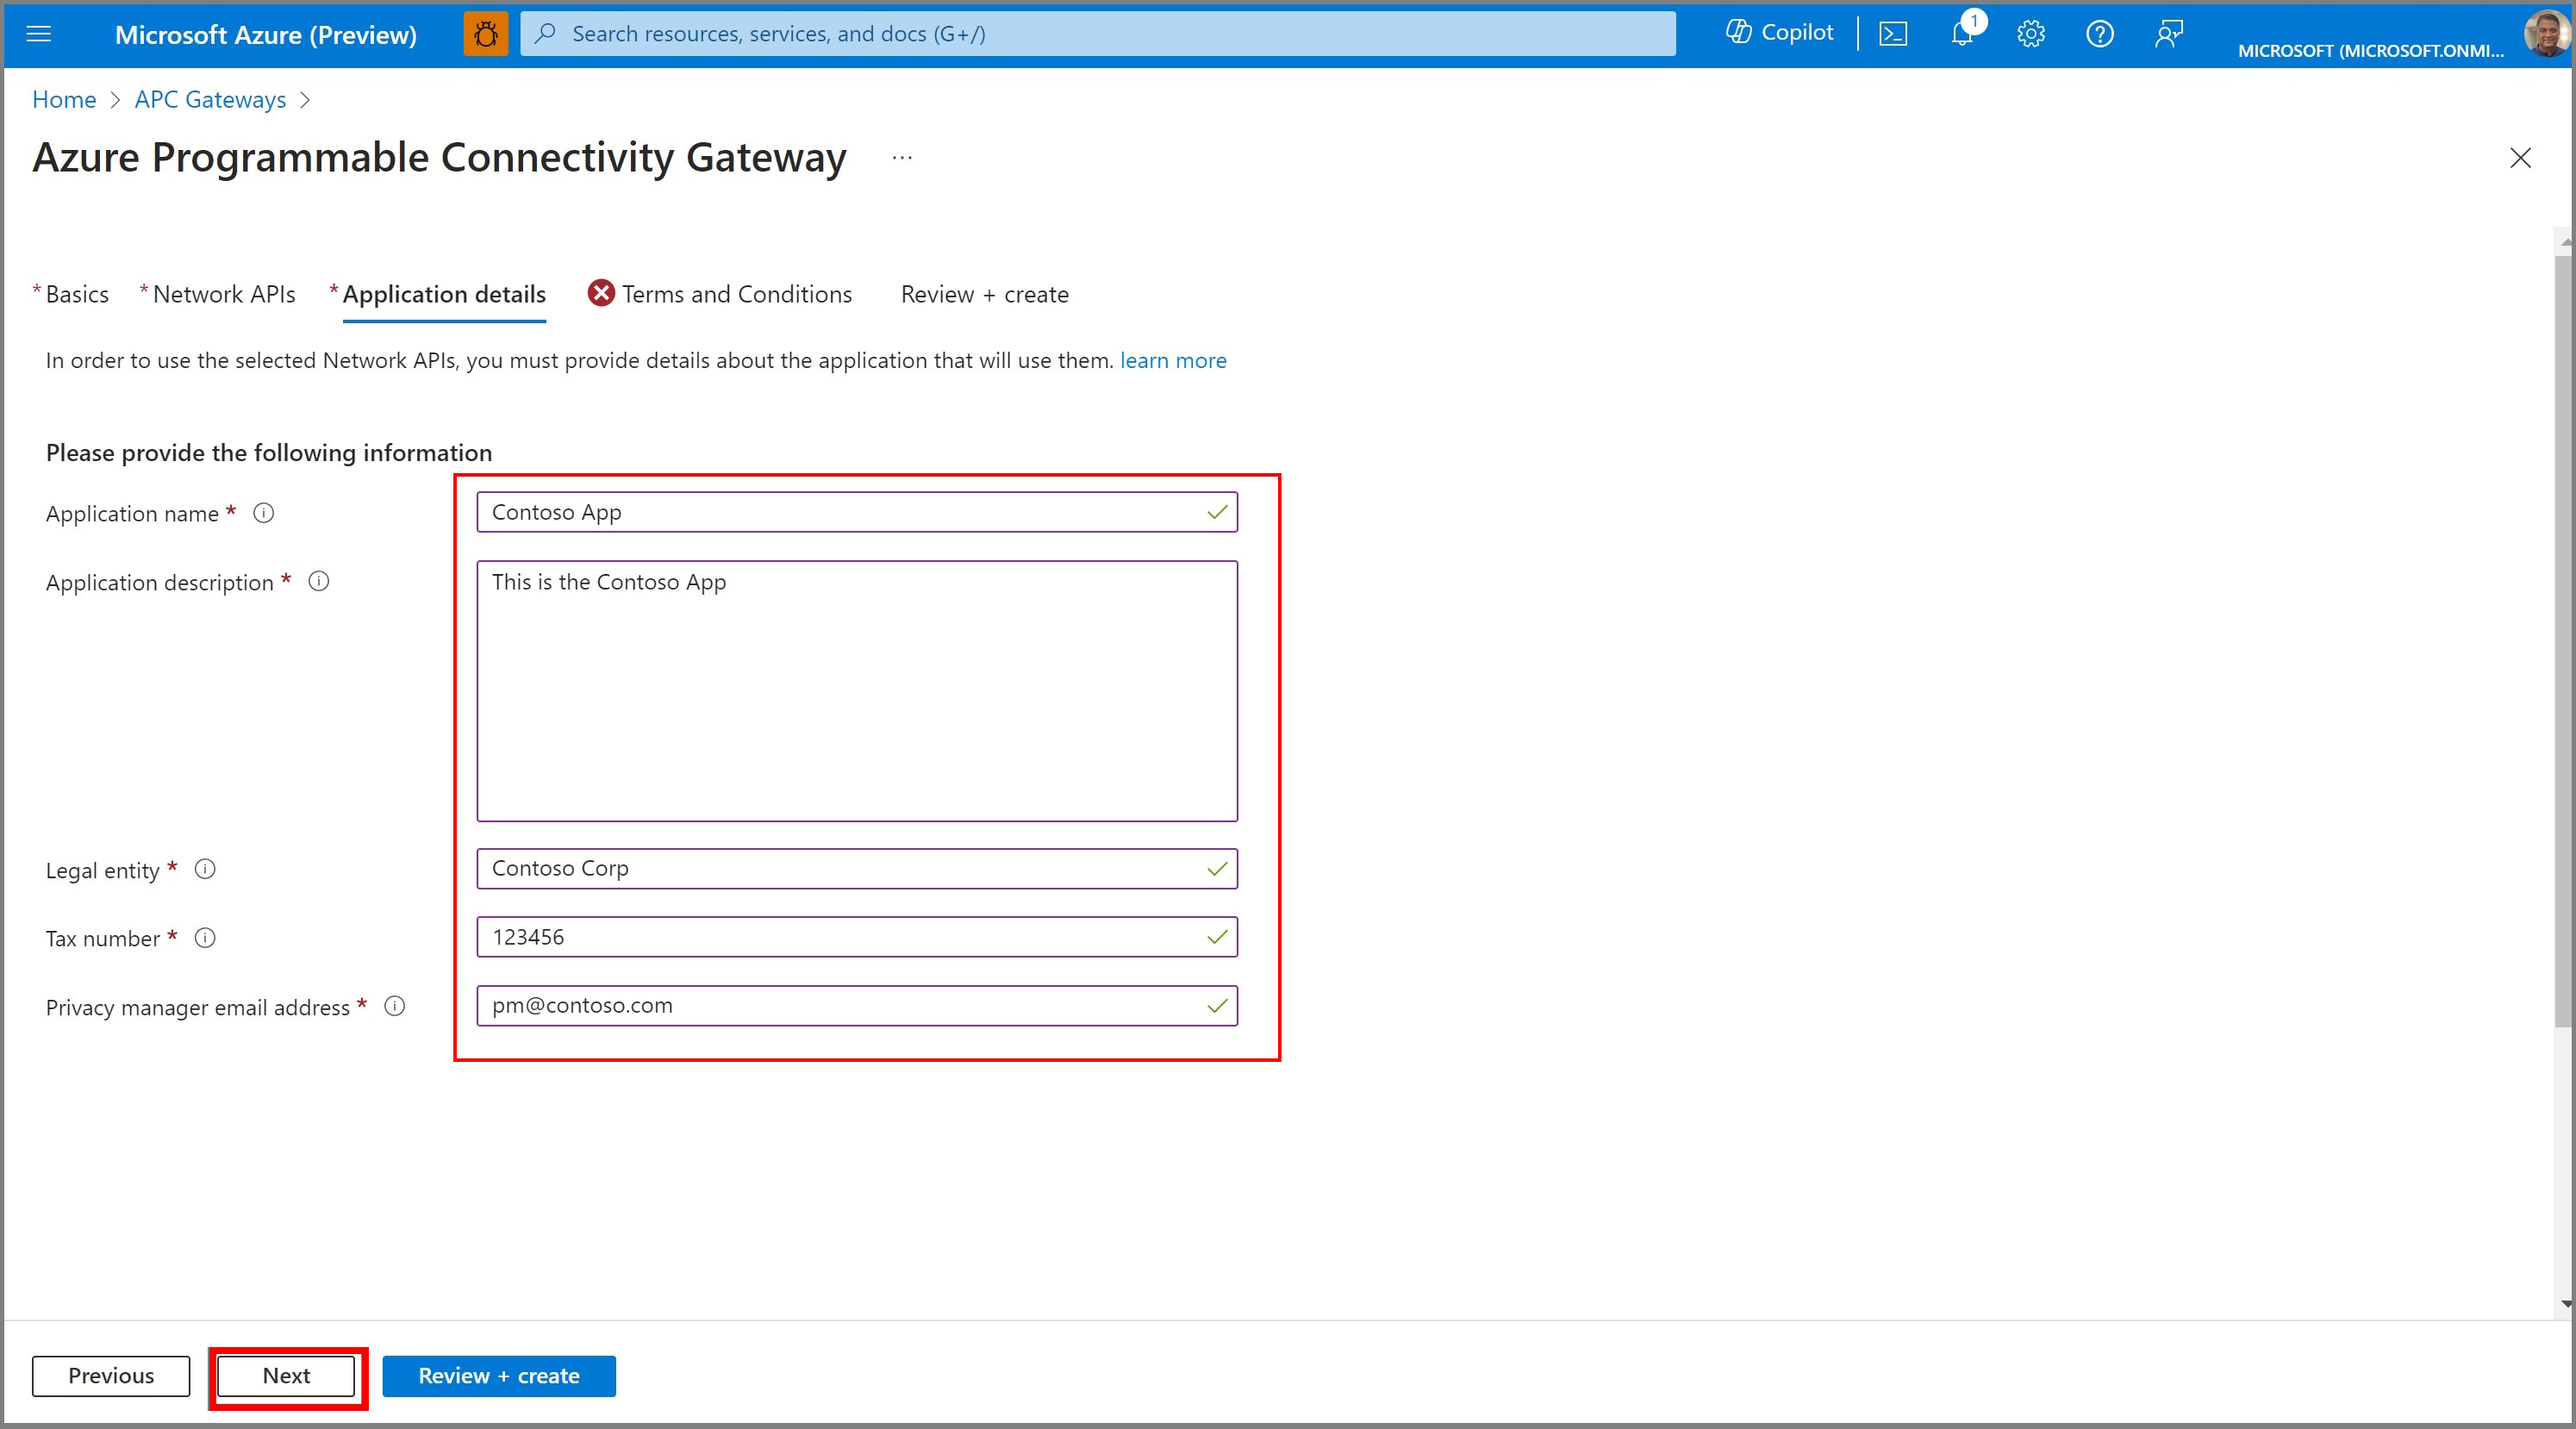 Microsoft Azure (Preview)
Search resources, services, and docs (G+/)
Copilot
1
MICROSOFT (MICROSOFT.ONMI...
Home > APC Gateways >
Azure Programmable Connectivity Gateway ...
* Basics
* Network APIs
* Application details
Terms and Conditions
Review + create
In order to use the selected Network APIs, you must provide details about the application that will use them. learn more
Please provide the following information
Application name *
Contoso App
Application description *
This is the Contoso App
Legal entity *
Contoso Corp
Tax number *
123456
Privacy manager email address *
pm@contoso.com
Previous
Next
Review + create